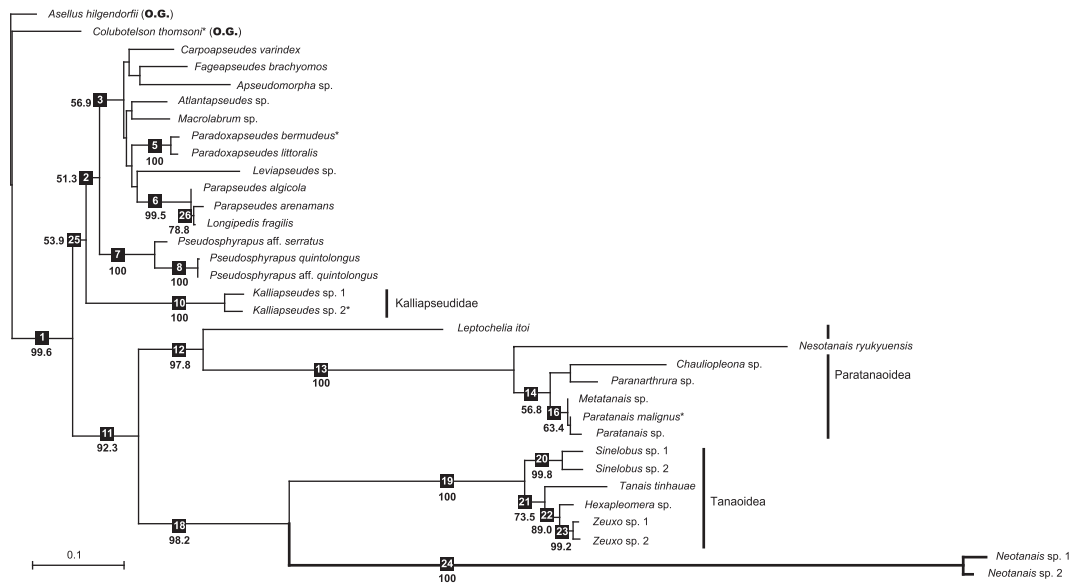 Asellus hilgendorfii (O.G.)
Colubotelson thomsoni* (O.G.)
Carpoapseudes varindex
Fageapseudes brachyomos
Apseudomorpha sp.
3
56.9
Atlantapseudes sp.
Macrolabrum sp.
Paradoxapseudes bermudeus*
5
100
Paradoxapseudes littoralis
Leviapseudes sp.
2
51.3
Parapseudes algicola
6
99.5
Parapseudes arenamans
26
78.8
Longipedis fragilis
25
53.9
Pseudosphyrapus aff. serratus
7
100
Pseudosphyrapus quintolongus
8
100
Pseudosphyrapus aff. quintolongus
Kalliapseudes sp. 1
10
100
Kalliapseudidae
Kalliapseudes sp. 2*
Leptochelia itoi
1
99.6
12
97.8
Nesotanais ryukyuensis
13
100
Chauliopleona sp.
Paratanaoidea
Paranarthrura sp.
14
56.8
Metatanais sp.
16
63.4
Paratanais malignus*
Paratanais sp.
11
92.3
Sinelobus sp. 1
20
99.8
Sinelobus sp. 2
19
100
Tanais tinhauae
Tanaoidea
21
73.5
Hexapleomera sp.
22
89.0
Zeuxo sp. 1
23
99.2
Zeuxo sp. 2
18
98.2
0.1
24
100
Neotanais sp. 1
Neotanais sp. 2